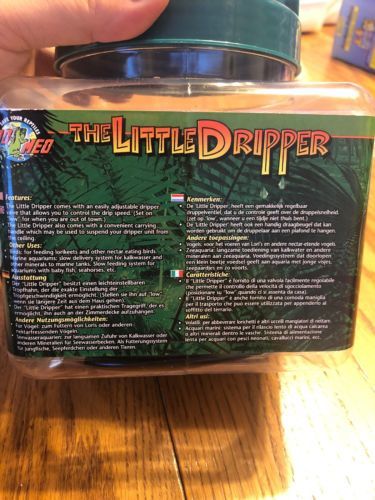 LOVE YOUR REPTILES
ZOO MED
THE LITTLE DRIPPER
Features:
The Little Dripper comes with an easily adjustable dripper
valve that allows you to control the drip speed. (Set on
"low" for when you are out of town.)
The Little Dripper also comes with a convenient carrying
handle which may be used to suspend your dripper unit from
the ceiling.
Other Uses:
Birds: for feeding lorikeets and other nectar eating birds.
Marine aquariums: slow delivery system for kalkwasser and
other minerals to marine tanks. Slow feeding system for
aquariums with baby fish, seahorses, etc.
Ausstattung
Der "Little Dripper" besitzt einen leichteinstellbaren
Tropfhahn, der die exakte Einstellung der
Tropfgeschwindigkeit ermöglicht. (Stellen sie ihn auf "low"
wenn sie längere Zeit aus dem Haus gehen).
Der "Little Dripper" hat einen praktischen Tragegriff, der es
ermöglicht, ihn auch an der Zimmerdecke aufzuhängen
Andere Nutzungsmöglichkeiten:
Für Vögel: zum Füttern von Loris oder anderen
nektarfressenden Vögeln.
Seewasseraquarien: zur langsamen Zufuhr von Kalkwasser oder
anderen Mineralien für Seewasserbecken. Als Futterungssystem
für Jungfische, Seepferdchen oder anderen Tieren.
Kenmerken:
De 'Little Dripper', heeft een gemakkelijk regelbaar
druppelventiel, dat u de controle geeft over de druppelsnelheid.
(zet op 'low', wanneer u een tijdje niet thuis bent.)
De 'Little Dripper' heeft ook een handig draagbeugel dat kan
worden gebruikt om de druppelaar aan een plafond te hangen.
Andere toepassingen:
Vogels: voor het voeren van Lori's en andere nectar-etende vogels.
Zeeaquaria: langzame toediening van kalkwater en andere
mineralen aan zeeaquaria. Voedingsysteem dat doorlopend
een klein beetje voedsel geeft aan aquaria met jonge visjes,
zeepaarden en zo voorts.
Caratteristiche:
Il "Little Dripper" è fornito di una valvola facilmente regolabile
che permette il controllo della velocità di sgocciolamento
(posizionare su "low" quando ci si assenta da casa).
Il "Little Dripper" è anche fornito di una comoda maniglia
per il trasporto che può essere utilizzata per appenderlo al
soffitto del terrario.
Altri usi:
Volatili: per abbeverare lorichetti e altri uccelli mangiatori di nettare.
Acquari marini: sistema per il rilascio lento di acqua calcarea
o altri minerali dentro le vasche. Sistema di alimentazione
lenta per acquari con pesci neonati, cavallucci marini, ecc.